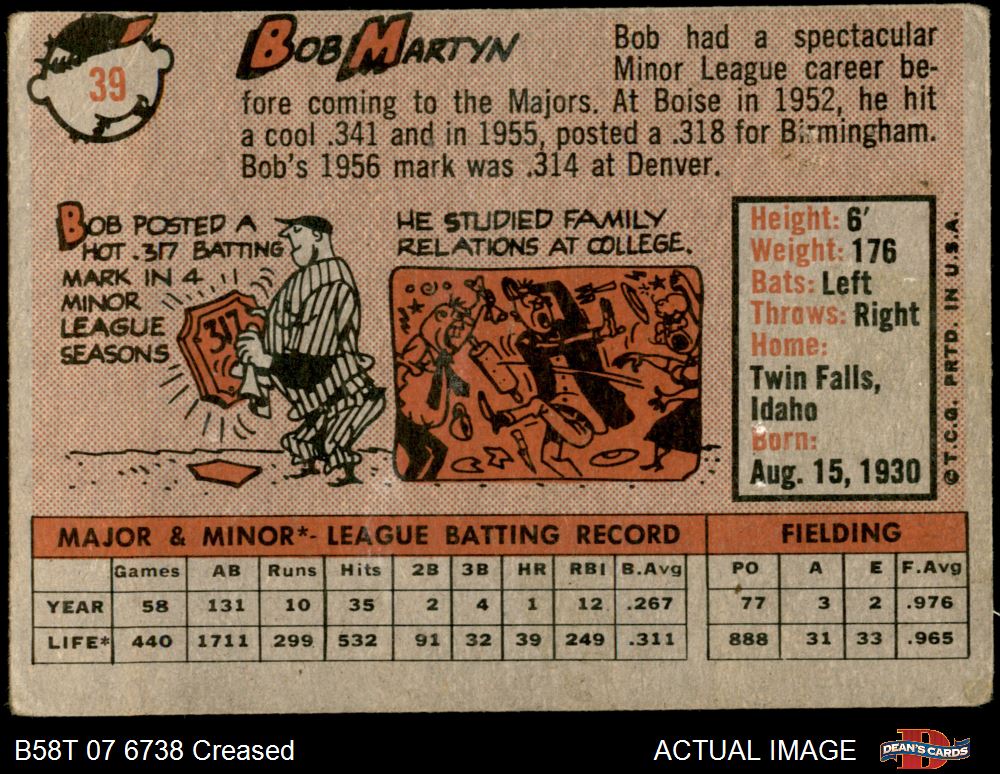 39
BOB MARTYN
Bob had a spectacular
Minor League career be-
fore coming to the Majors. At Boise in 1952, he hit
a cool .341 and in 1955, posted a .318 for Birmingham.
Bob's 1956 mark was .314 at Denver.
BOB POSTED A
HOT .317 BATTING
MARK IN 4
MINOR
LEAGUE
SEASONS
317
HE STUDIED FAMILY
RELATIONS AT COLLEGE.
Height: 6'
Weight: 176
Bats: Left
Throws: Right
Home:
Twin Falls,
Idaho
Born:
Aug. 15, 1930
© T.C.G. PRTD. IN U.S.A.
MAJOR & MINOR*- LEAGUE BATTING RECORD FIELDING
Games AB Runs Hits 2B 3B HR RBI B.Avg PO A E F.Avg
YEAR 58 131 10 35 2 4 1 12 .267 77 3 2 .976
LIFE* 440 1711 299 532 91 32 39 249 .311 888 31 33 .965
B58T 07 6738 Creased ACTUAL IMAGE DEAN'S CARDS